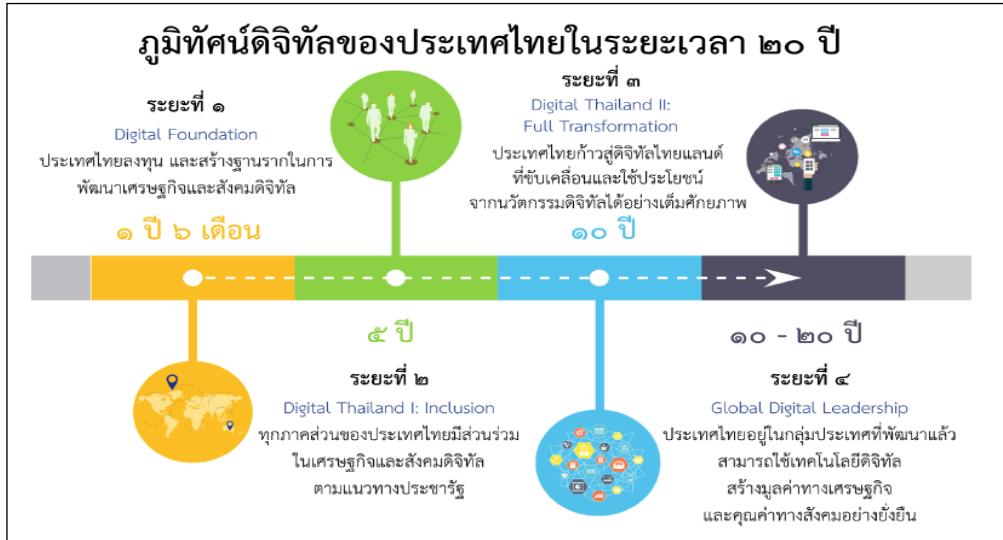 ภูมิทัศน์ดิจิทัลของประเทศไทยในระยะเวลา ๒๐ ปี
ระยะที่ ๑
Digital Foundation
ประเทศไทยลงทุน และสร้างฐานรากในการ
พัฒนาเศรษฐกิจและสังคมดิจิทัล
๑ ปี ๖ เดือน
๕ ปี
ระยะที่ ๒
Digital Thailand I: Inclusion
ทุกภาคส่วนของประเทศไทยมีส่วนร่วม
ในเศรษฐกิจและสังคมดิจิทัล
ตามแนวทางประชารัฐ
ระยะที่ ๓
Digital Thailand II:
Full Transformation
ประเทศไทยก้าวสู่ดิจิทัลไทยแลนด์
ที่ขับเคลื่อนและใช้ประโยชน์
จากนวัตกรรมดิจิทัลได้อย่างเต็มศักยภาพ
๑๐ ปี
๑๐ - ๒๐ ปี
ระยะที่ ๔
Global Digital Leadership
ประเทศไทยอยู่ในกลุ่มประเทศที่พัฒนาแล้ว
สามารถใช้เทคโนโลยีดิจิทัล
สร้างมูลค่าทางเศรษฐกิจ
และคุณค่าทางสังคมอย่างยั่งยืน